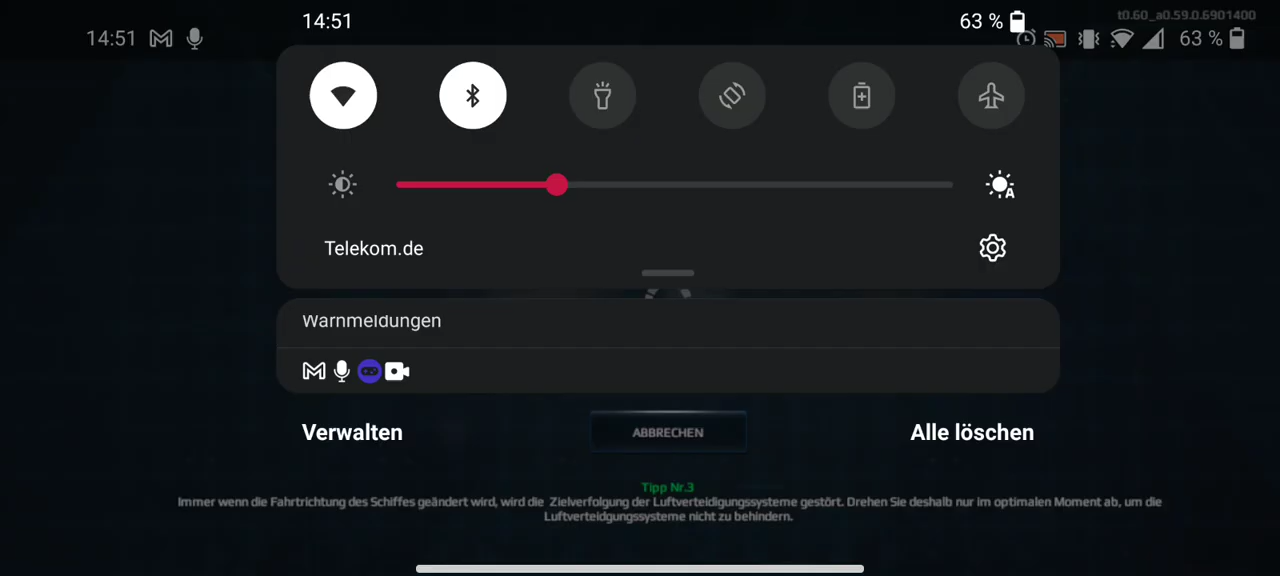 14:51
63 %
t0.60_a0.59.0.6901400
14:51
63 %
A
Telekom.de
Warnmeldungen
Verwalten
ABBRECHEN
Alle löschen
Tipp Nr.3
Immer wenn die Fahrtrichtung des Schiffes geändert wird, wird die Zielverfolgung der Luftverteidigungssysteme gestört. Drehen Sie deshalb nur im optimalen Moment ab, um die
Luftverteidgungssysteme nicht zu behindern.